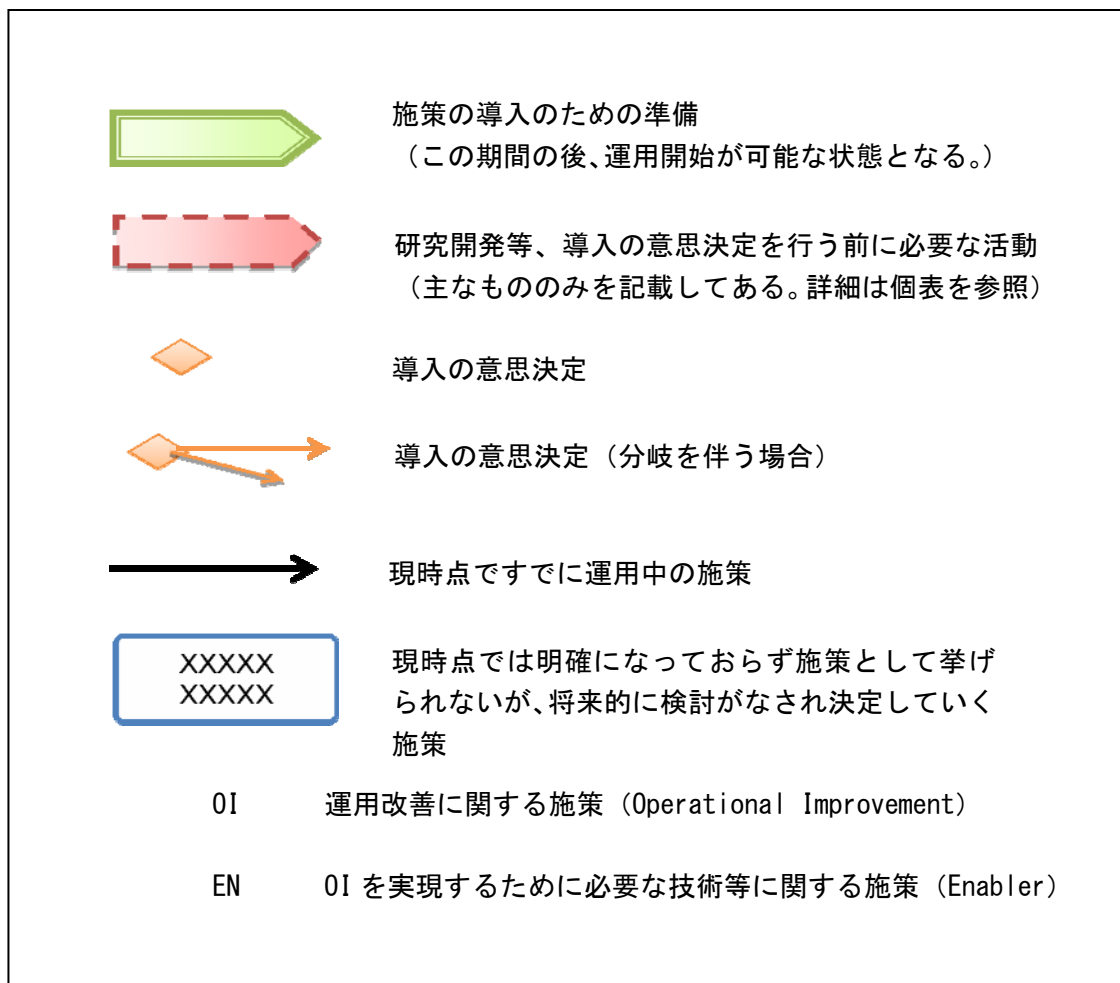 施策の導入のための準備
（この期間の後、運用開始が可能な状態となる。）
研究開発等、導入の意思決定を行う前に必要な活動
（主なもののみを記載してある。詳細は個表を参照）
導入の意思決定
導入の意思決定（分岐を伴う場合）
現時点ですでに運用中の施策
XXXXX
XXXXX
現時点では明確になっておらず施策として挙げ
られないが、将来的に検討がなされ決定していく
施策
OI 運用改善に関する施策（Operational Improvement）
EN OI を実現するために必要な技術等に関する施策（Enabler）